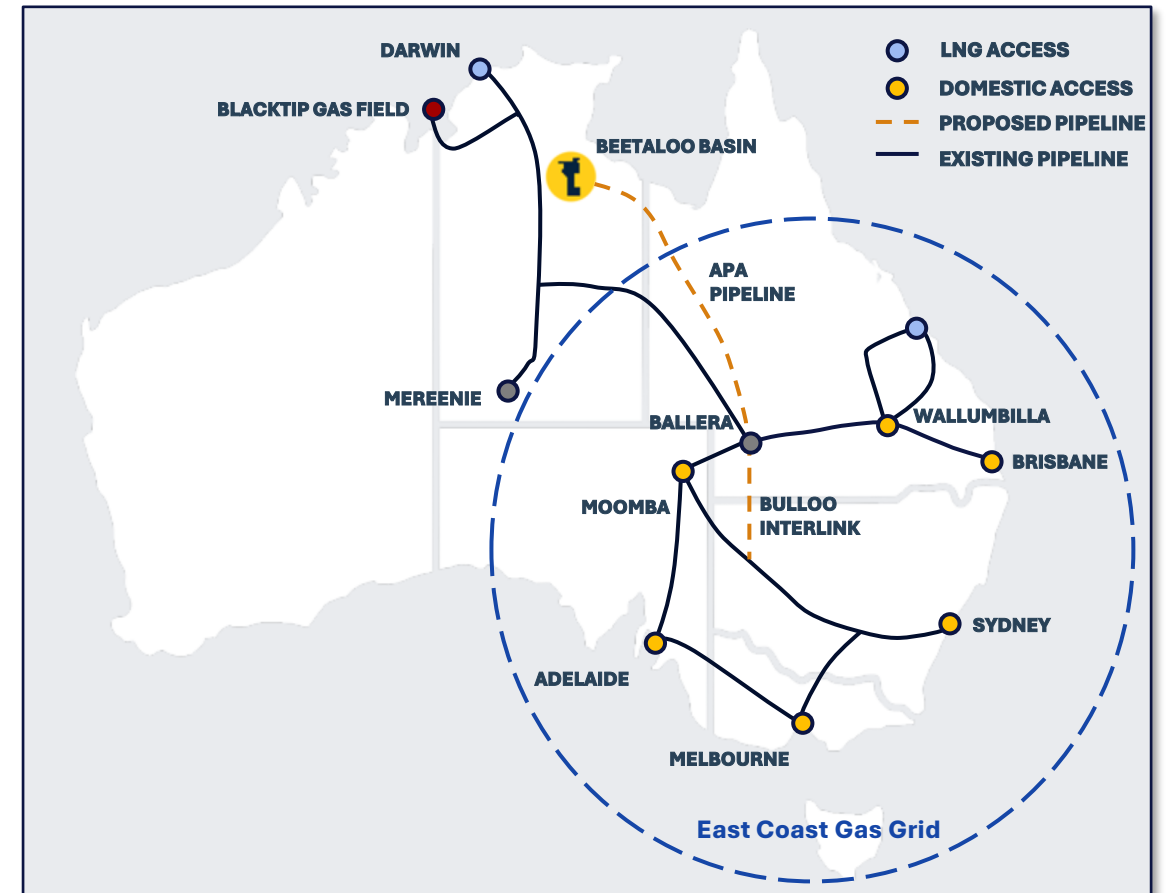 DARWIN
LNG ACCESS
DOMESTIC ACCESS
BLACKTIP GAS FIELD
PROPOSED PIPELINE
BEETALOO BASIN
EXISTING PIPELINE
APA
PIPELINE
MEREENIE
BALLERA
WALLUMBILLA
BRISBANE
MOOMBA
BULLOO
INTERLINK
SYDNEY
ADELAIDE
MELBOURNE
East Coast Gas Grid